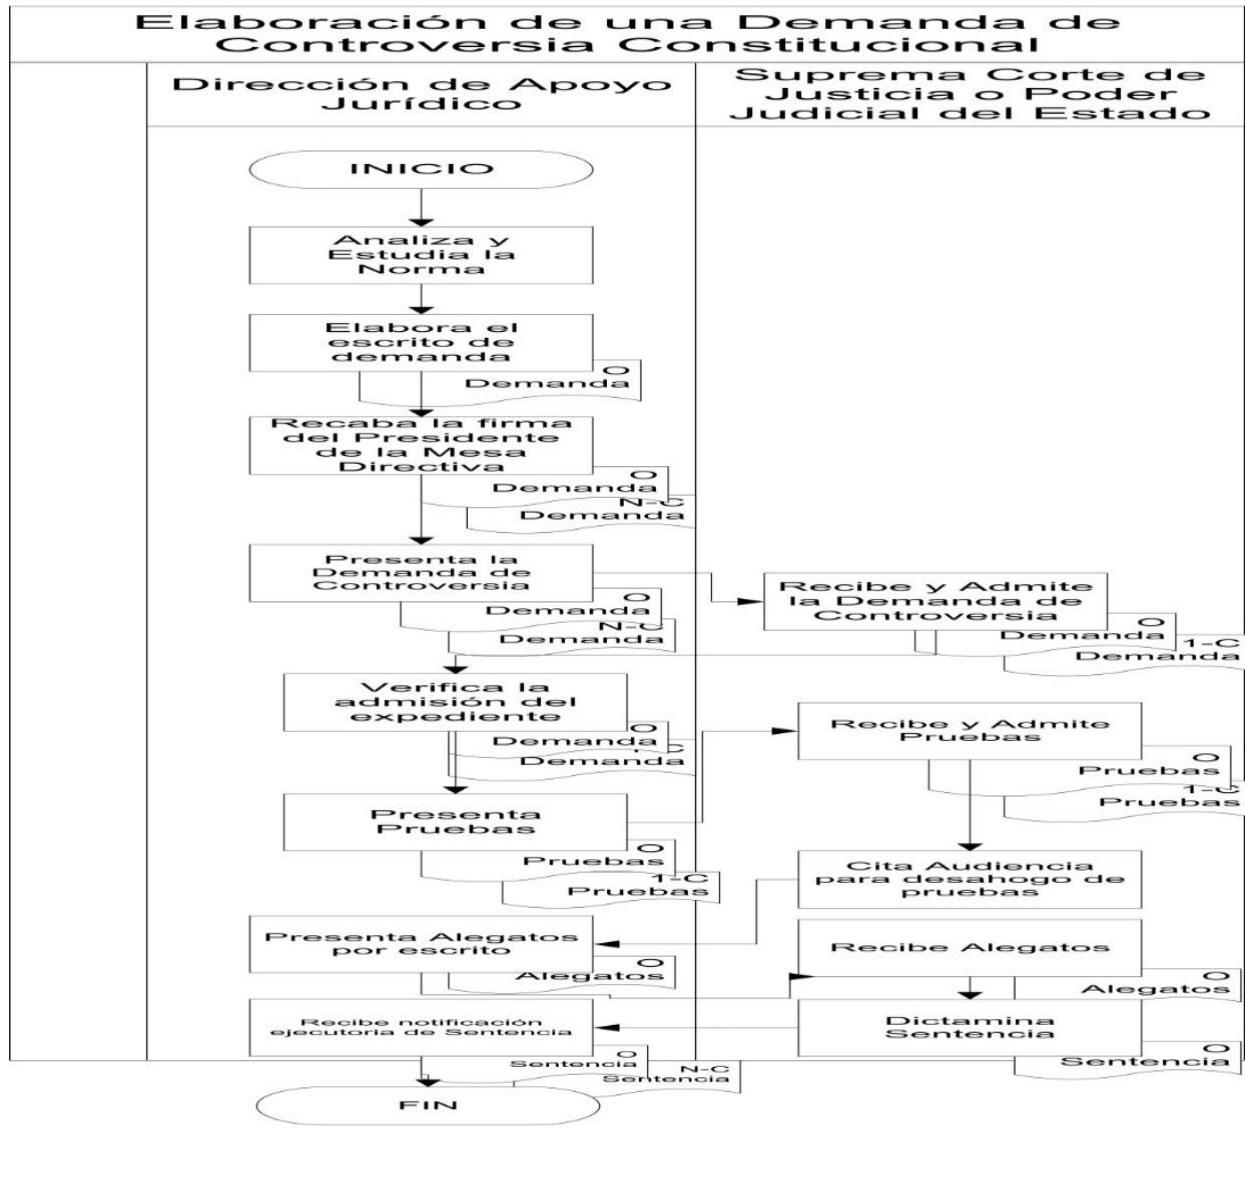 Elaboración de una Demanda de
Controversia Constitucional
Dirección de Apoyo
Jurídico
Suprema Corte de
Justicia o Poder
Judicial del Estado
INICIO
Analiza y
Estudia la
Norma
Elabora el
escrito de
demanda
O
Demanda
Recaba la firma
del Presidente
de la Mesa
Directiva
O
Demanda
N-C
Demanda
Presenta la
Demanda de
Controversia
O
Demanda
N-C
Demanda
Recibe y Admite
la Demanda de
Controversia
O
Demanda
1-C
Demanda
Verifica la
admisión del
expediente
O
Demanda
Demanda
Recibe y Admite
Pruebas
O
Pruebas
1-C
Pruebas
Presenta
Pruebas
O
Pruebas
1-C
Pruebas
Cita Audiencia
para desahogo de
pruebas
Presenta Alegatos
por escrito
O
Alegatos
Recibe Alegatos
O
Alegatos
Recibe notificación
ejecutoria de Sentencia
O
Sentencia
N-C
Sentencia
Dictamina
Sentencia
O
Sentencia
FIN